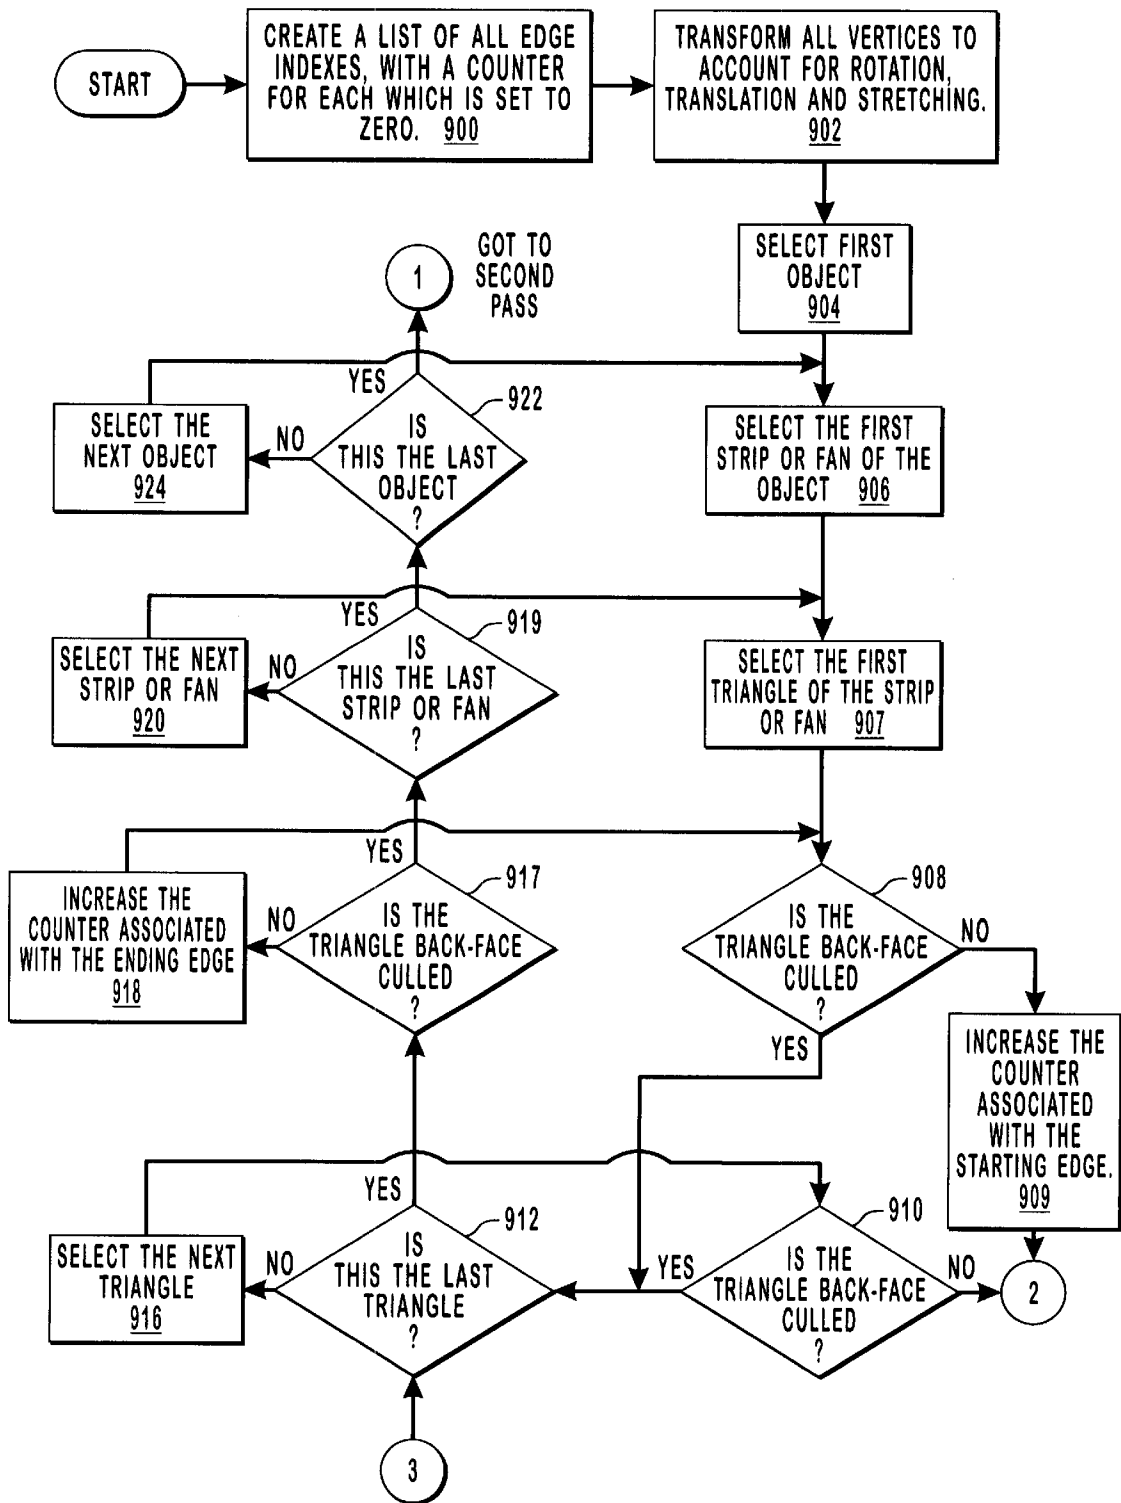 START
CREATE A LIST OF ALL EDGE
INDEXES, WITH A COUNTER
FOR EACH WHICH IS SET TO
ZERO. 900
TRANSFORM ALL VERTICES TO
ACCOUNT FOR ROTATION,
TRANSLATION AND STRETCHING.
902
SELECT FIRST
OBJECT
904
1
GOT TO
SECOND
PASS
YES
922
IS
THIS THE LAST
OBJECT
?
NO
SELECT THE
NEXT OBJECT
924
SELECT THE FIRST
STRIP OR FAN OF THE
OBJECT 906
YES
919
IS
THIS THE LAST
STRIP OR FAN
?
NO
SELECT THE NEXT
STRIP OR FAN
920
SELECT THE FIRST
TRIANGLE OF THE STRIP
OR FAN 907
YES
917
IS THE
TRIANGLE BACK-FACE
CULLED
?
NO
INCREASE THE
COUNTER ASSOCIATED
WITH THE ENDING EDGE
918
908
IS THE
TRIANGLE BACK-FACE
CULLED
?
NO
YES
INCREASE THE
COUNTER
ASSOCIATED
WITH THE
STARTING EDGE.
909
YES
912
IS
THIS THE LAST
TRIANGLE
?
NO
SELECT THE NEXT
TRIANGLE
916
910
YES
IS THE
TRIANGLE BACK-FACE
CULLED
?
NO
2
3